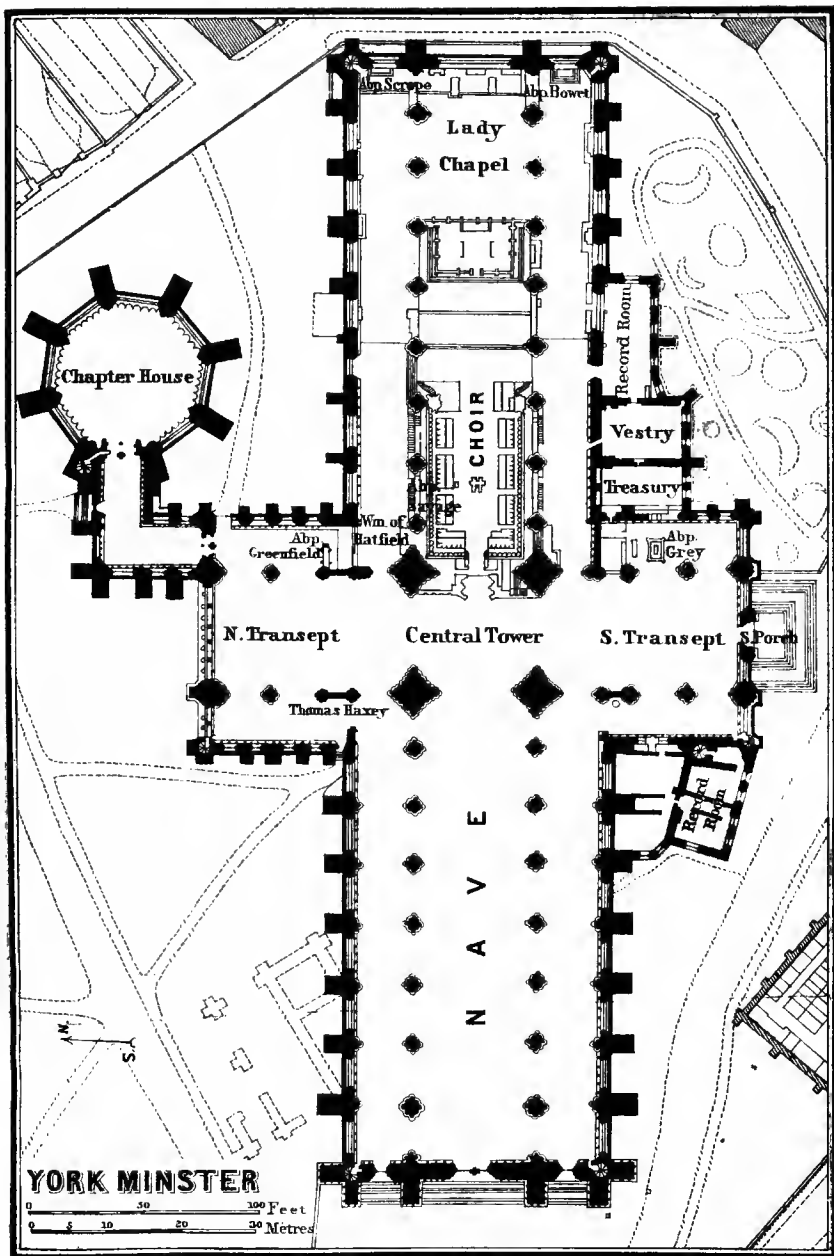 Abp. Scrope
Abp. Bowet
Lady
Chapel
Record Room
Chapter House
CHOIR
Vestry
Treasury
Savage
Wm. of
Hatfield
Abp.
Greenfield
Abp.
Grey
N. Transept
Central Tower
S. Transept
S. Porch
Thomas Haxey
Record
Room
NAVE
N.
S.
YORK MINSTER
0 50 100 Feet
0 5 10 20 30 Mètres